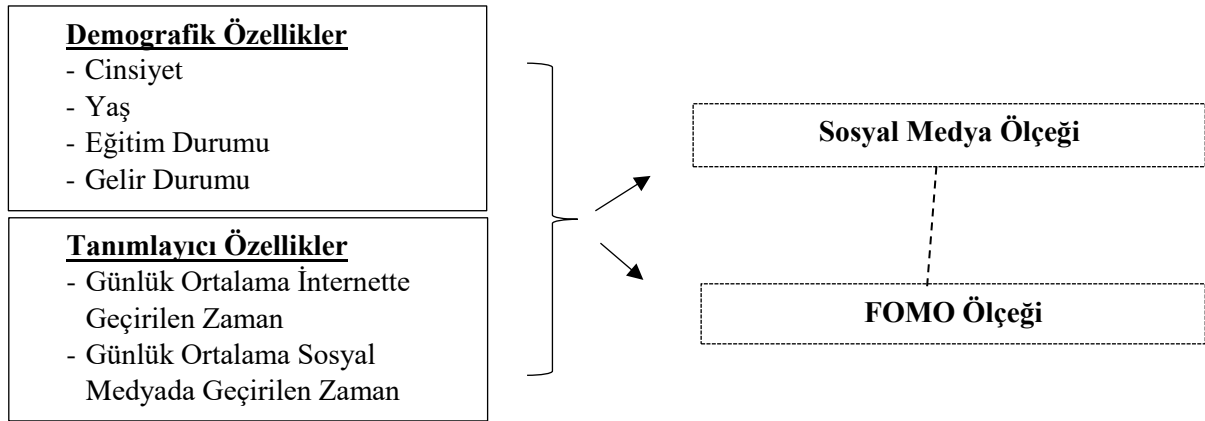 Demografik Özellikler
- Cinsiyet
- Yaş
- Eğitim Durumu
- Gelir Durumu
Tanımlayıcı Özellikler
- Günlük Ortalama İnternette
Geçirilen Zaman
- Günlük Ortalama Sosyal
Medyada Geçirilen Zaman
Sosyal Medya Ölçeği
FOMO Ölçeği